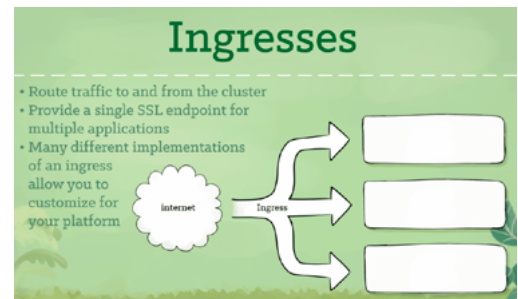 Ingresses
• Route traffic to and from the cluster
• Provide a single SSL endpoint for
multiple applications
• Many different implementations
of an ingress
allow you to
customize for
your platform
internet
Ingress